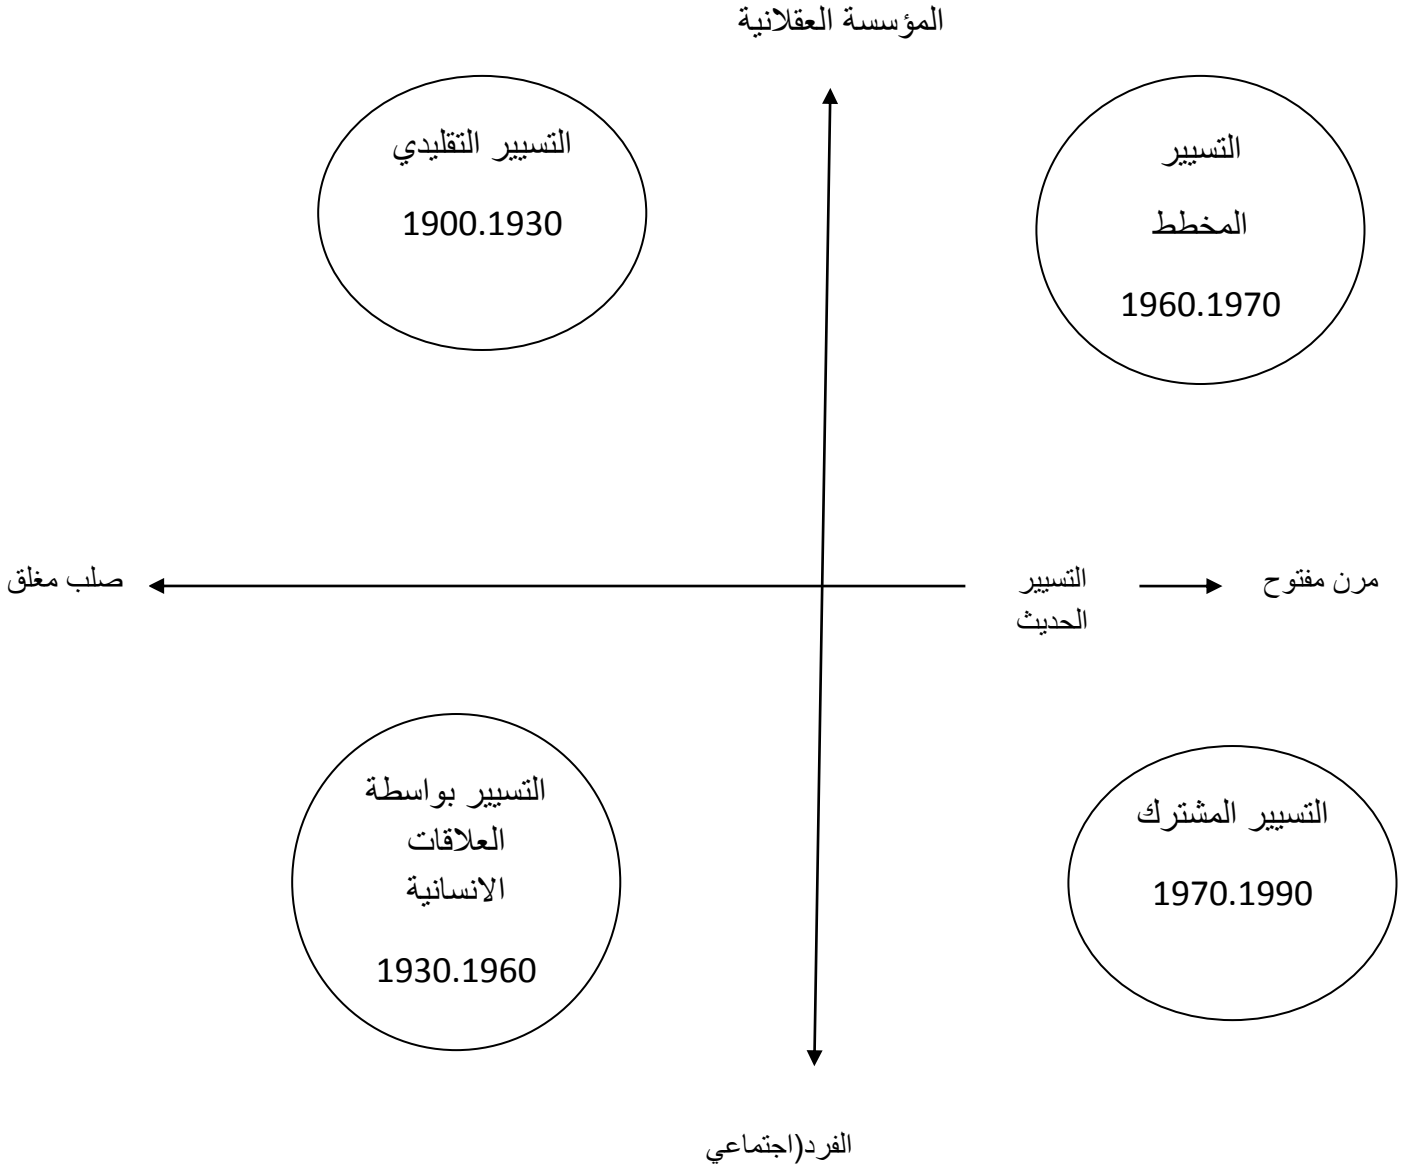 المؤسسة العقلانية
التسيير
المخطط
1960.1970
التسيير التقليدي
1900.1930
مرن مفتوح
التسيير
الحديث
صلب مغلق
التسيير المشترك
1970.1990
التسيير بواسطة
العلاقات
الانسانية
1930.1960
الفرد(اجتماعي